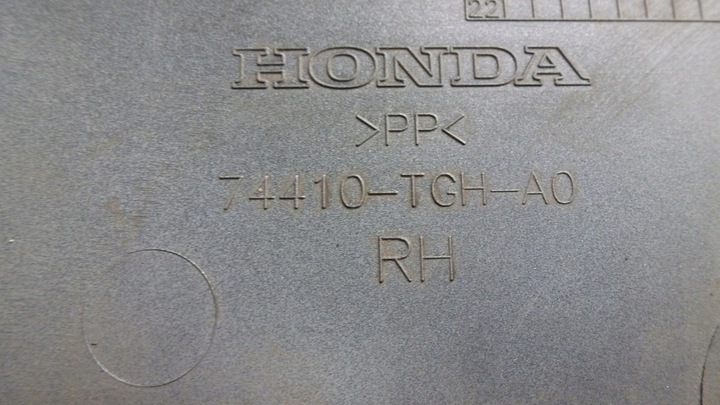 22
HONDA
>PP<
74410-TGH-A0
RH